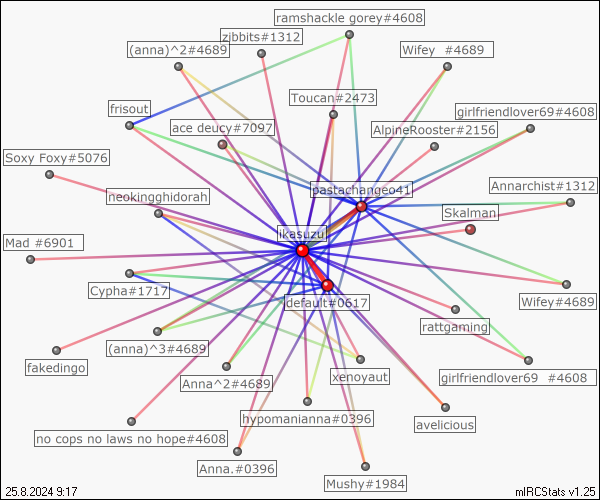 ramshackle gorey#4608
zjbbits#1312
(anna)^2#4689
Wifey  #4689
Toucan#2473
frisout
girlfriendlover69#4608
ace deucy#7097
AlpineRooster#2156
Soxy Foxy#5076
pastachangeo41
Annarchist#1312
neokingghidorah
Skalman
ikasuzu
Mad #6901
Cypha#1717
default#0617
Wifey#4689
rattgaming
(anna)^3#4689
fakedingo
Anna^2#4689
xenoyaut
girlfriendlover69  #4608
hypomanianna#0396
avelicious
no cops no laws no hope#4608
Anna.#0396
Mushy#1984
25.8.2024 9:17
mIRCStats v1.25